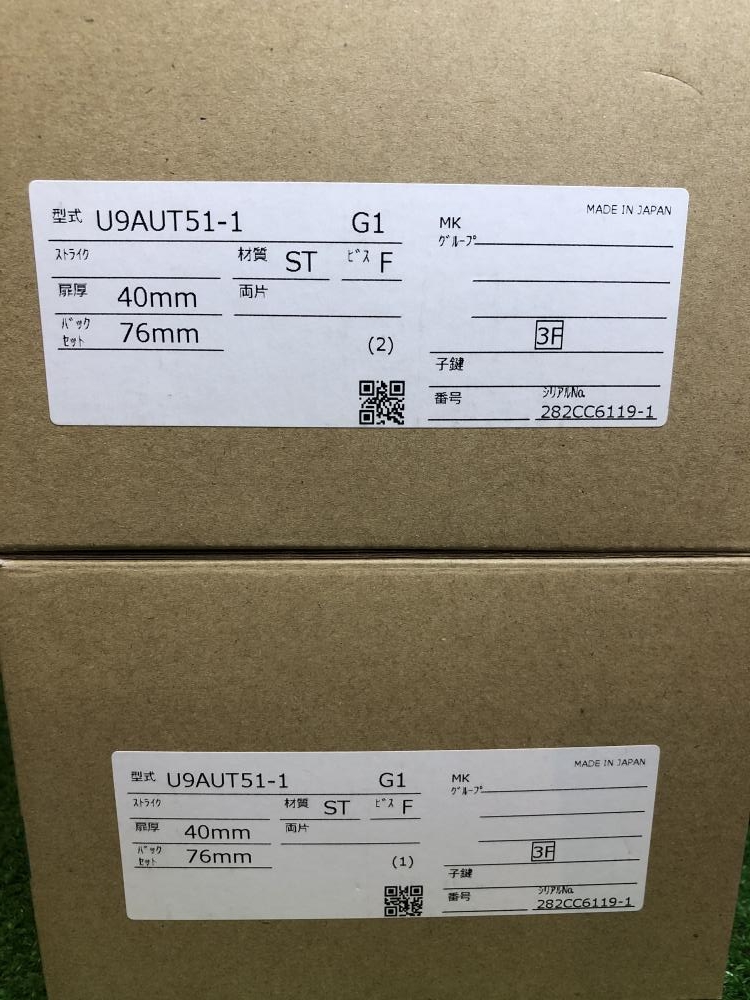 型式 U9AUT51-1 G1
ストライク 材質 ST ビス F
扉厚 40mm 両片
バックセット 76mm (2)
MADE IN JAPAN
MK
グループ
3F
子鍵
番号 シリアルNo.
282CC6119-1
型式 U9AUT51-1 G1
ストライク 材質 ST ビス F
扉厚 40mm 両片
バックセット 76mm (1)
MADE IN JAPAN
MK
グループ
3F
子鍵
番号 シリアルNo.
282CC6119-1